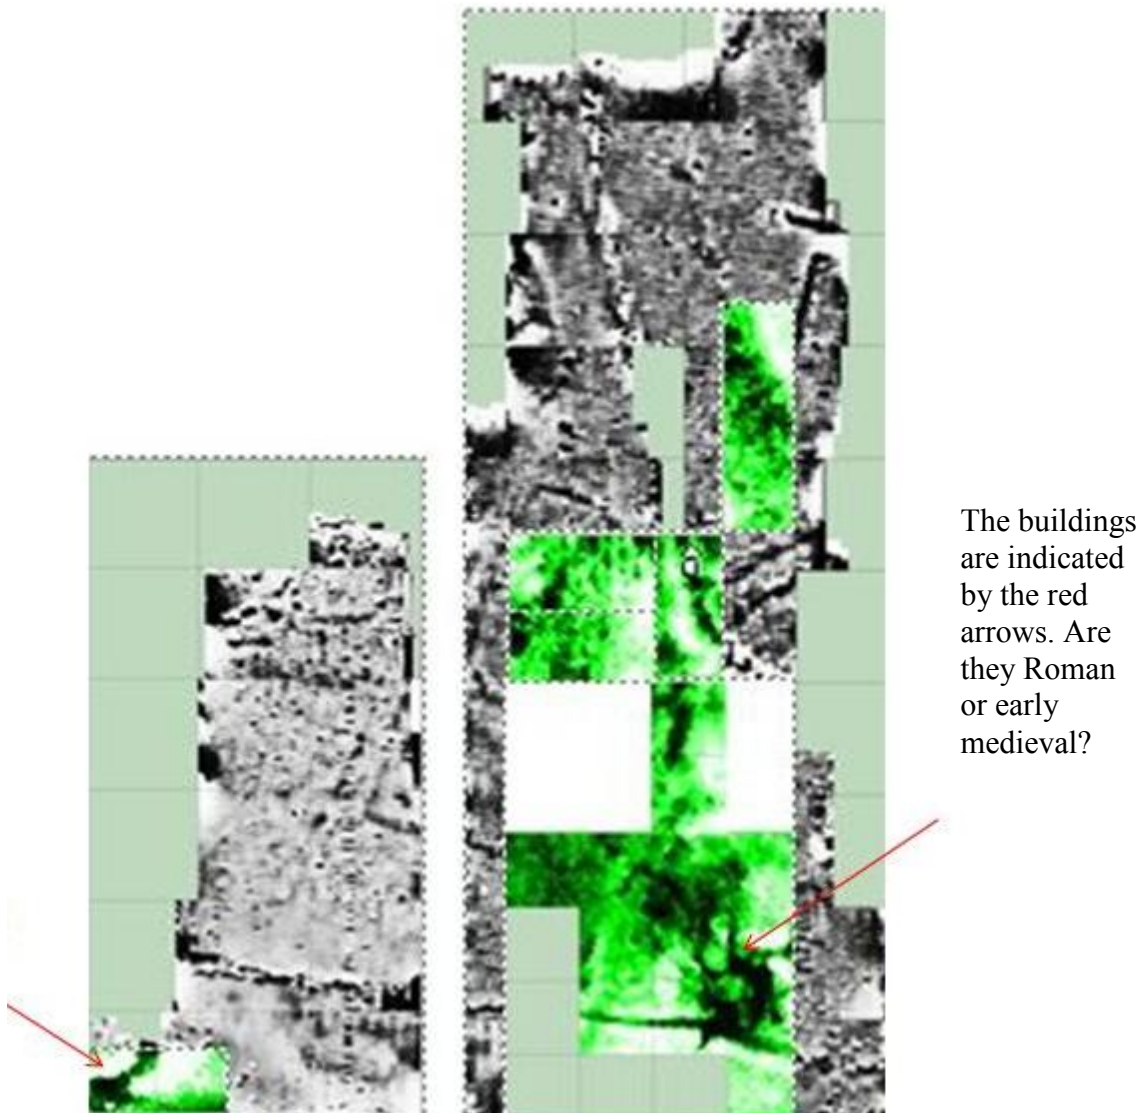 The buildings
are indicated
by the red
arrows. Are
they Roman
or early
medieval?